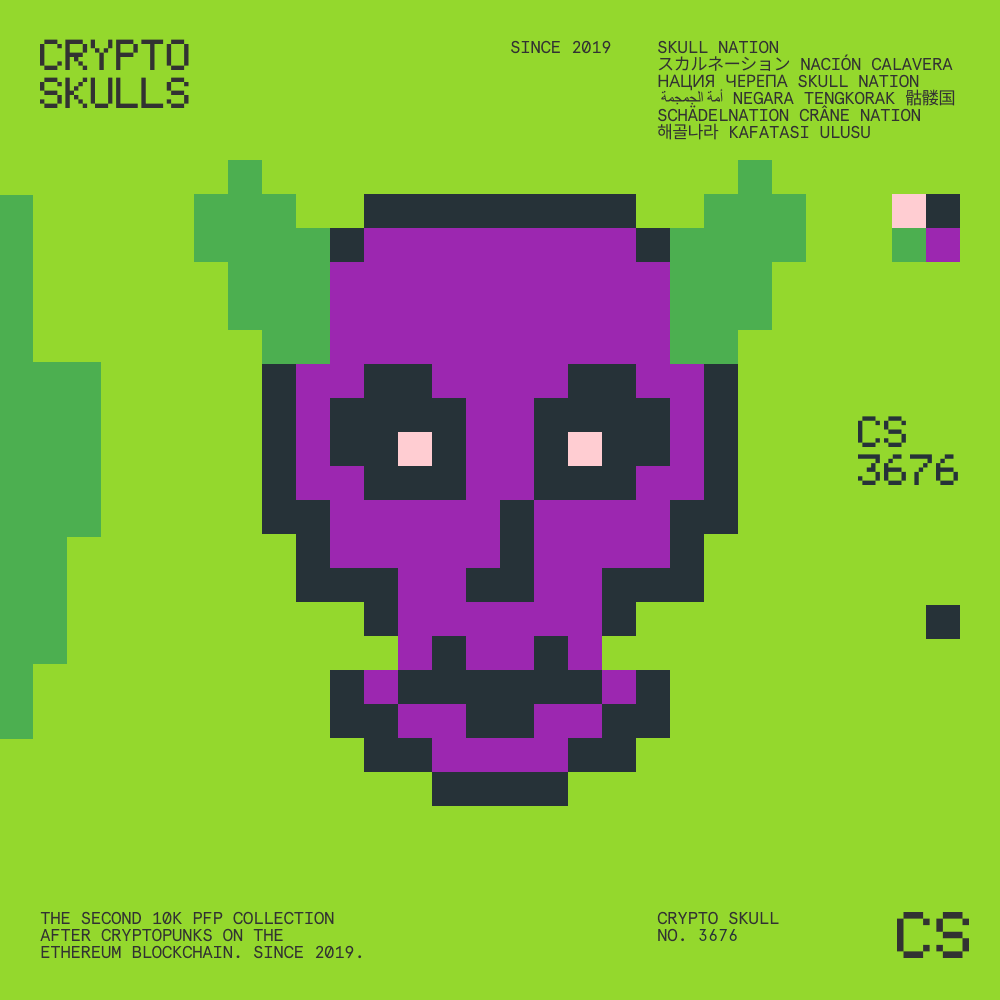 CRYPTO
SKULLS
SINCE 2019
SKULL NATION
スカルネーション NACIÓN CALAVERA
НАЦИЯ ЧЕРЕПА SKULL NATION
أمة الجمجمة NEGARA TENGKORAK 骷髅国
SCHÄDELNATION CRÂNE NATION
해골나라 KAFATASI ULUSU
CS
3676
THE SECOND 10K PFP COLLECTION
AFTER CRYPTOPUNKS ON THE
ETHEREUM BLOCKCHAIN. SINCE 2019.
CRYPTO SKULL
NO. 3676
CS